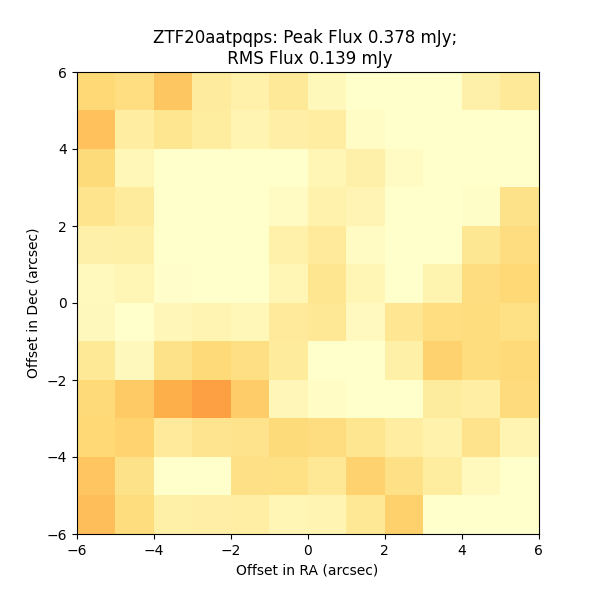 ZTF20aatpqps: Peak Flux 0.378 mJy;
RMS Flux 0.139 mJy
6
4
2
0
−2
−4
−6
Offset in Dec (arcsec)
−6 −4 −2 0 2 4 6
Offset in RA (arcsec)